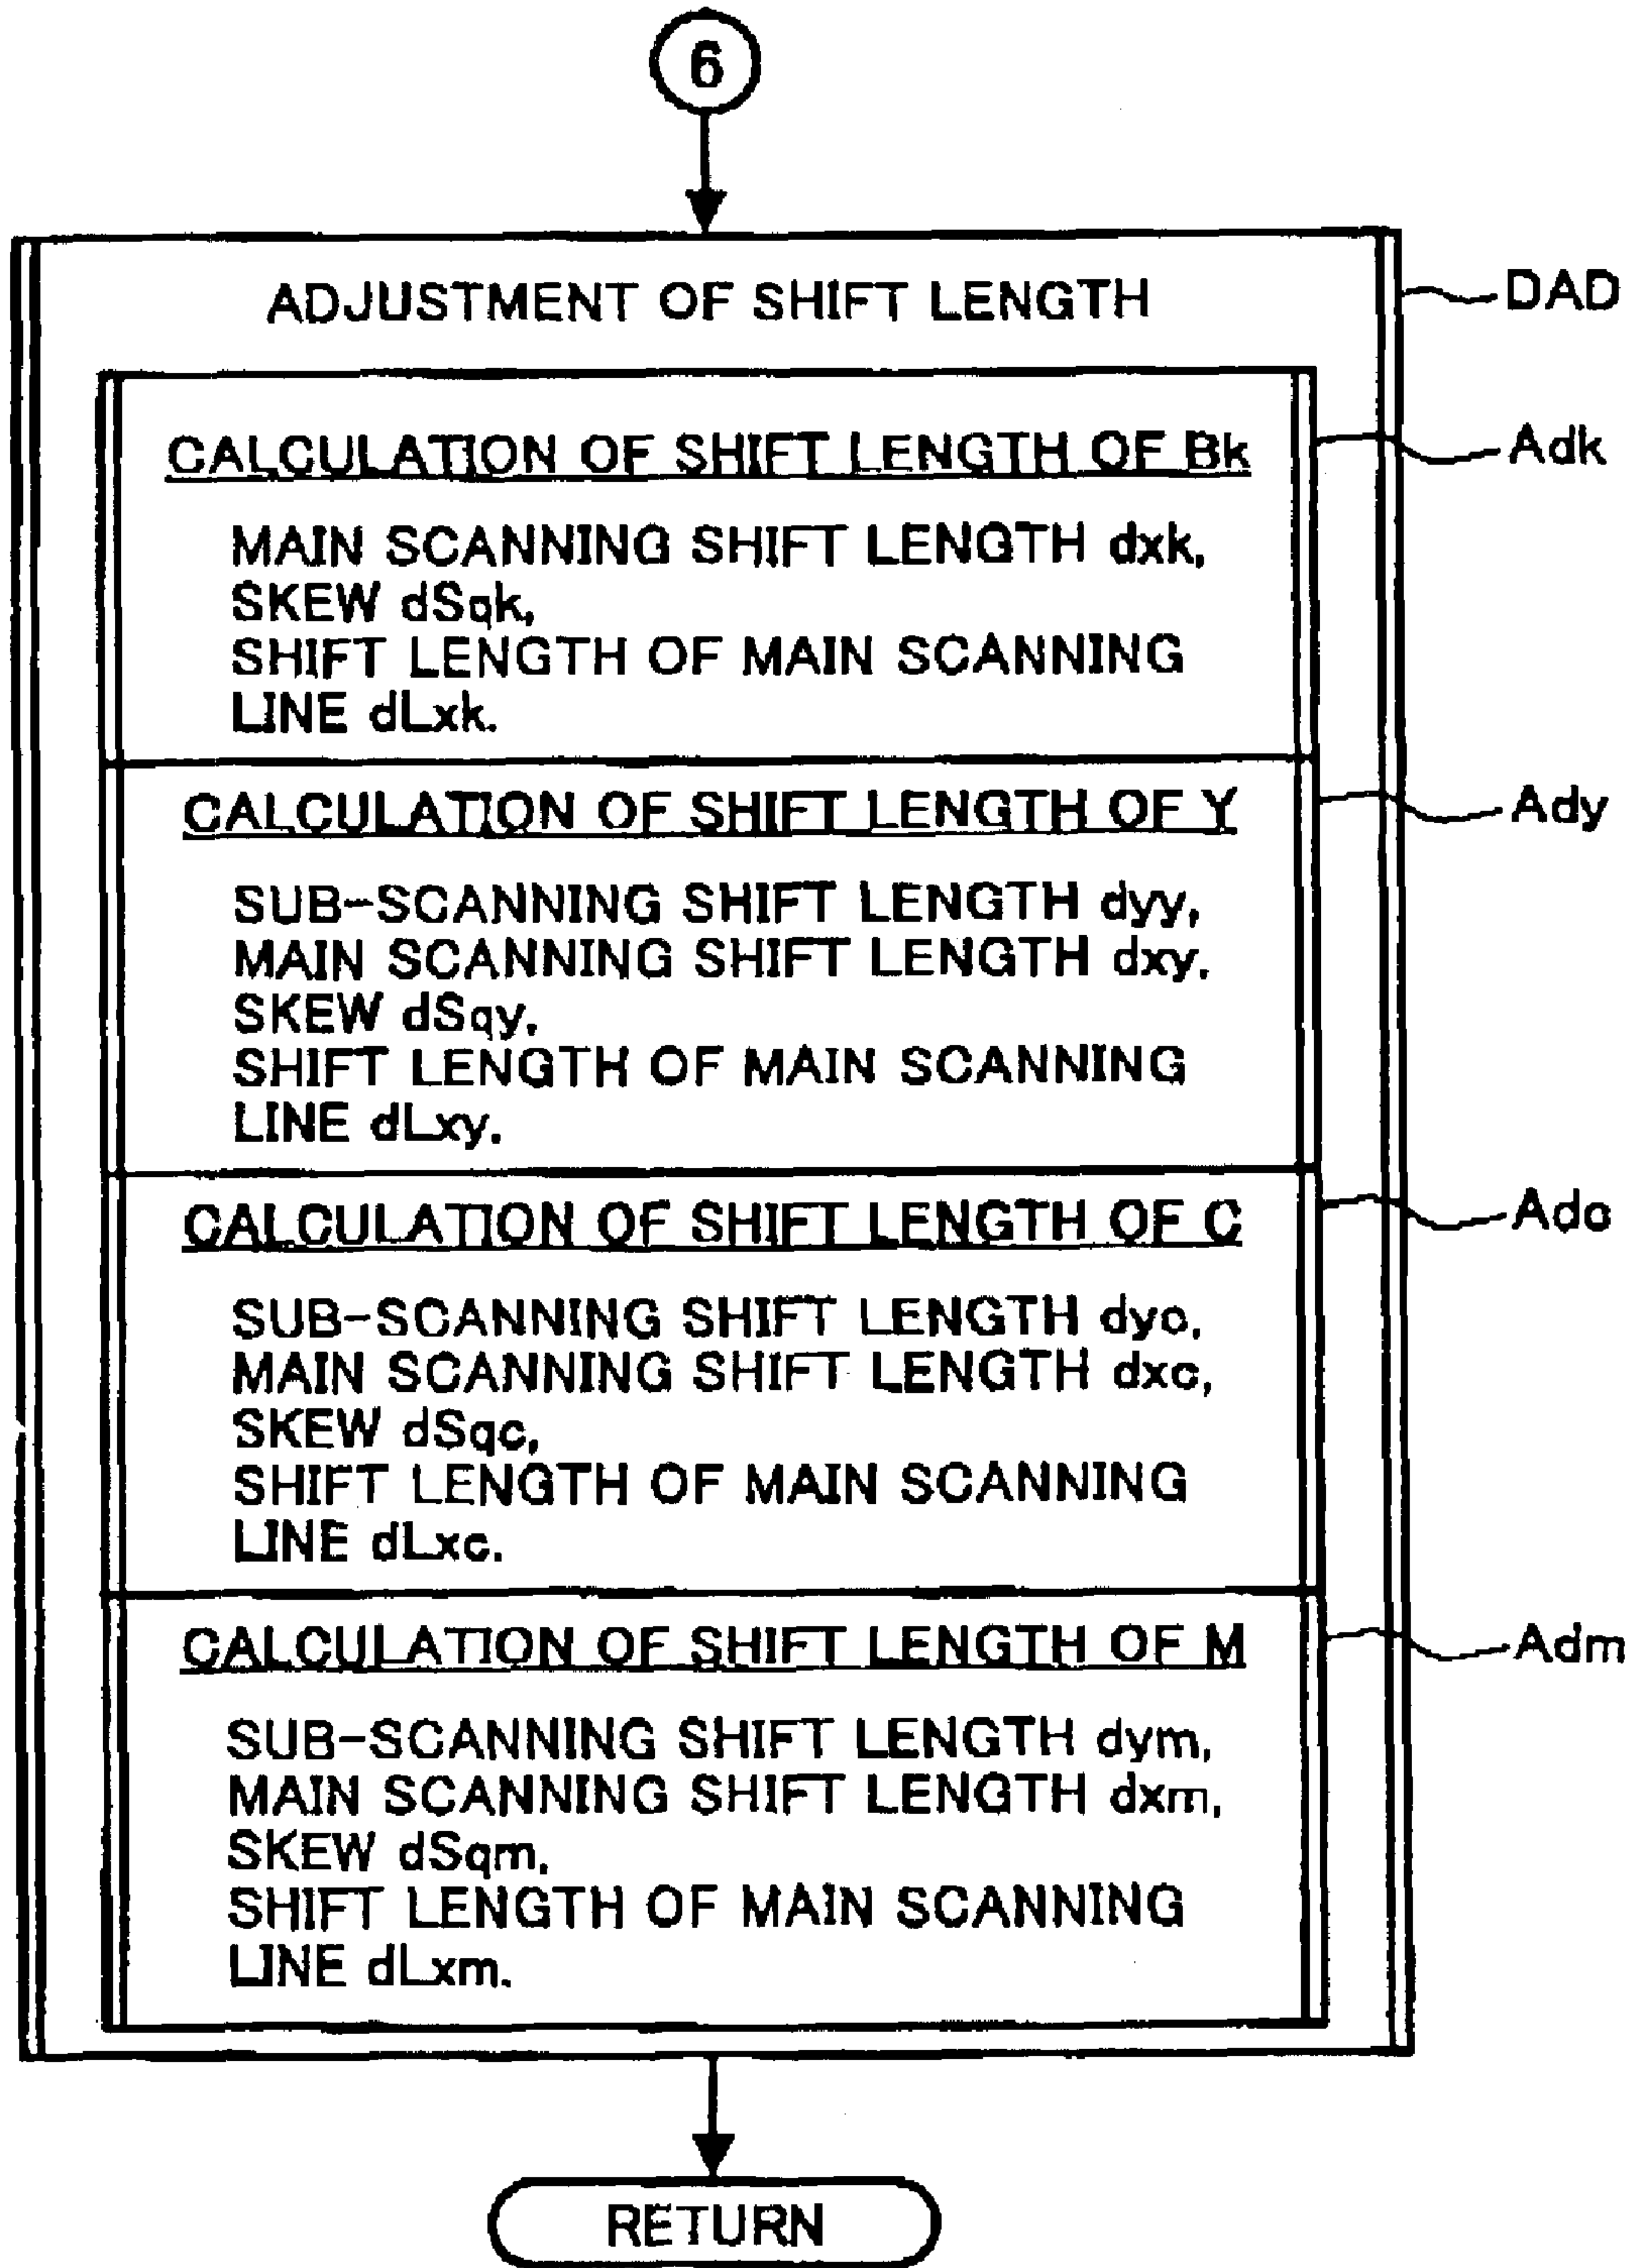 6
ADJUSTMENT OF SHIFT LENGTH
DAD
CALCULATION OF SHIFT LENGTH OF Bk
Adk
MAIN SCANNING SHIFT LENGTH dxk,
SKEW dSqk,
SHIFT LENGTH OF MAIN SCANNING
LINE dLxk.
CALCULATION OF SHIFT LENGTH OF Y
Ady
SUB-SCANNING SHIFT LENGTH dyy,
MAIN SCANNING SHIFT LENGTH dxy,
SKEW dSqy,
SHIFT LENGTH OF MAIN SCANNING
LINE dLxy.
CALCULATION OF SHIFT LENGTH OF C
Adc
SUB-SCANNING SHIFT LENGTH dyc,
MAIN SCANNING SHIFT LENGTH dxc,
SKEW dSqc,
SHIFT LENGTH OF MAIN SCANNING
LINE dLxc.
CALCULATION OF SHIFT LENGTH OF M
Adm
SUB-SCANNING SHIFT LENGTH dym,
MAIN SCANNING SHIFT LENGTH dxm,
SKEW dSqm,
SHIFT LENGTH OF MAIN SCANNING
LINE dLxm.
RETURN